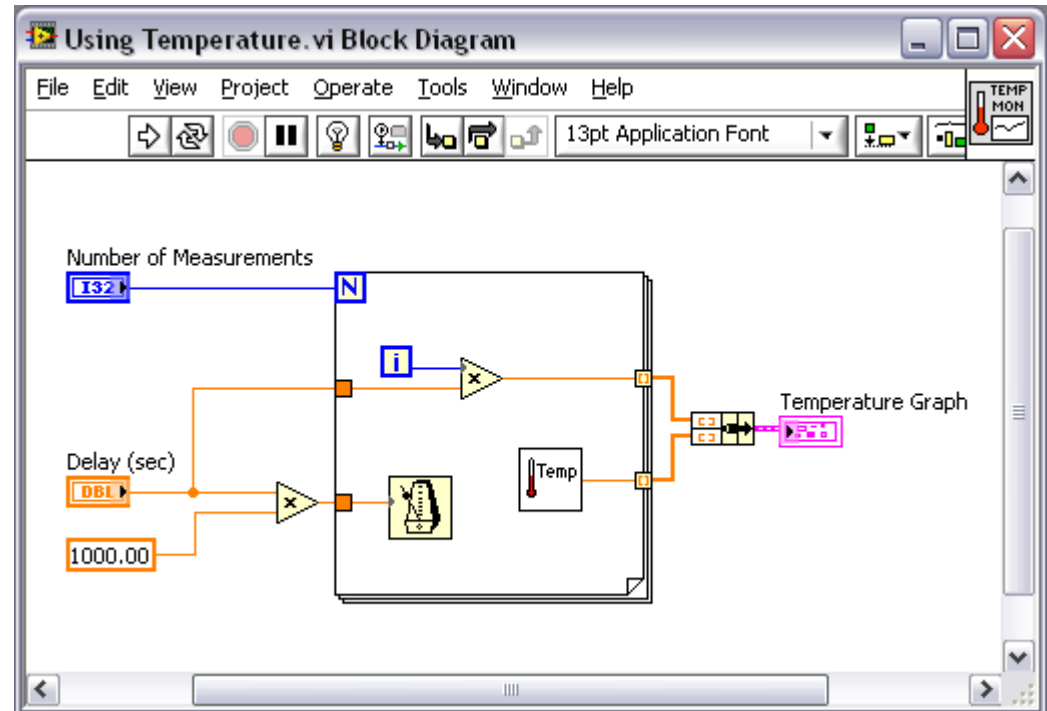 Using Temperature.vi Block Diagram
File Edit View Project Operate Tools Window Help
TEMP
MON
13pt Application Font
Number of Measurements
I32
N
i
x
Temperature Graph
Delay (sec)
DBL
x
Temp
1000.00